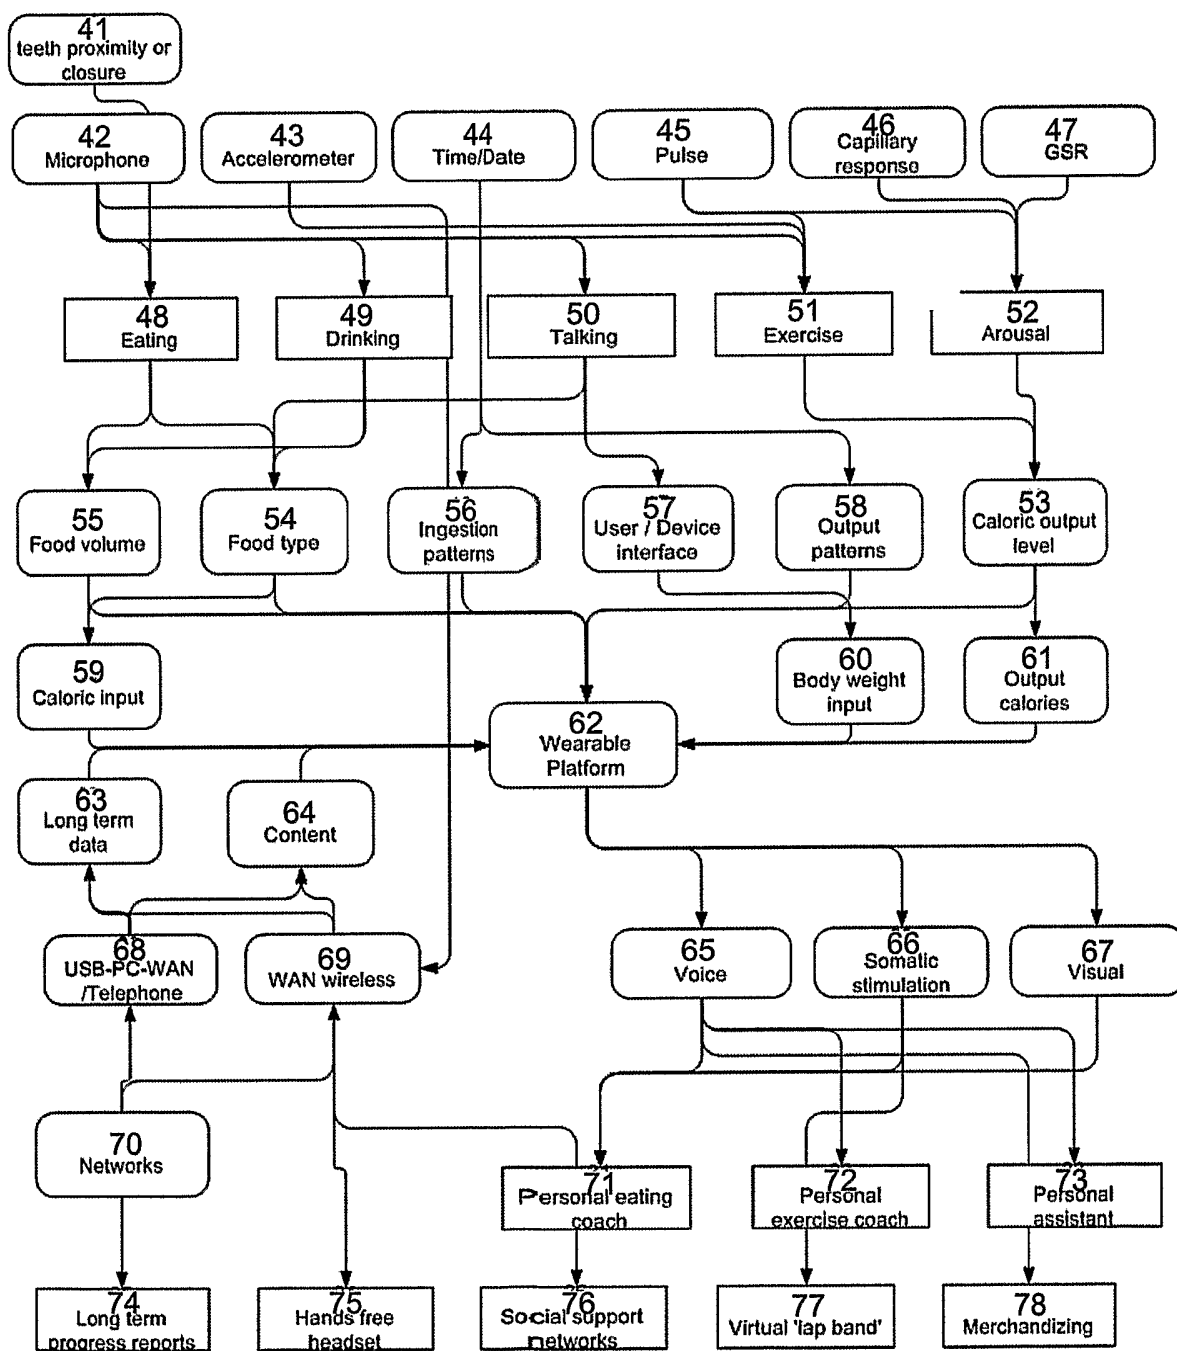 41
teeth proximity or
closure
42
Microphone
43
Accelerometer
44
Time/Date
45
Pulse
46
Capillary
response
47
GSR
48
Eating
49
Drinking
50
Talking
51
Exercise
52
Arousal
55
Food volume
54
Food type
56
Ingestion
patterns
57
User / Device
interface
58
Output
patterns
53
Caloric output
level
59
Caloric input
60
Body weight
input
61
Output
calories
62
Wearable
Platform
63
Long term
data
64
Content
65
Voice
66
Somatic
stimulation
67
Visual
68
USB-PC-WAN
/Telephone
69
WAN wireless
70
Networks
71
Personal eating
coach
72
Personal
exercise coach
73
Personal
assistant
74
Long term
progress reports
75
Hands free
headset
76
Social support
networks
77
Virtual 'lap band'
78
Merchandizing